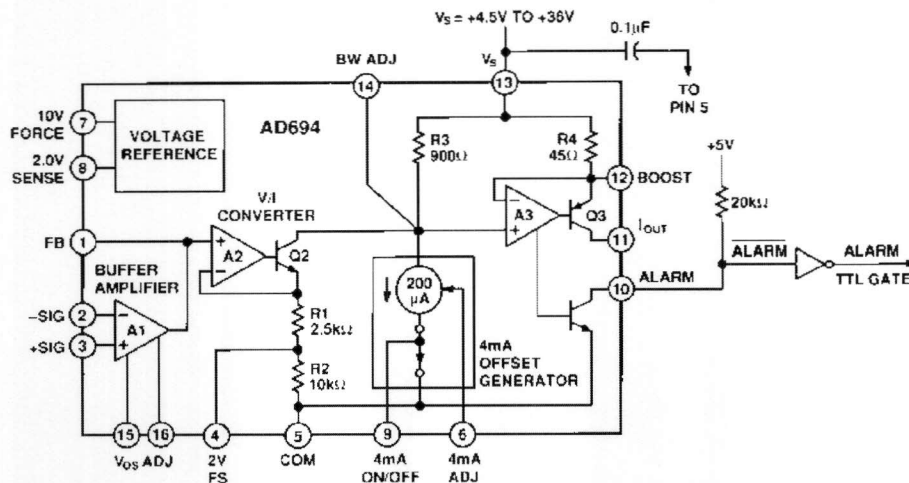 VS = +4.5V TO +36V
0.1µF
BW ADJ
VS
14
13
TO
PIN 5
10V
FORCE
7
VOLTAGE
REFERENCE
AD694
R3
900Ω
R4
45Ω
+5V
2.0V
SENSE
8
12
BOOST
20kΩ
V/I
CONVERTER
A3
Q3
FB
1
A2
Q2
11
IOUT
ALARM
ALARM
ALARM
BUFFER
AMPLIFIER
200
µA
10
TTL GATE
–SIG
2
+SIG
3
A1
R1
2.5kΩ
4mA
OFFSET
GENERATOR
R2
10kΩ
15
16
4
5
9
6
VOS ADJ
2V
FS
COM
4mA
ON/OFF
4mA
ADJ